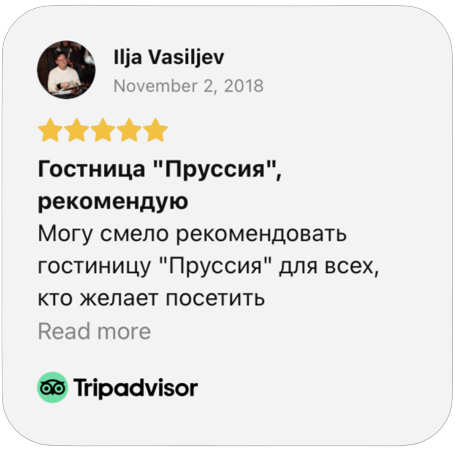 Ilja Vasiljev
November 2, 2018
Гостница "Пруссия",
рекомендую
Могу смело рекомендовать
гостиницу "Пруссия" для всех,
кто желает посетить
Read more
Tripadvisor